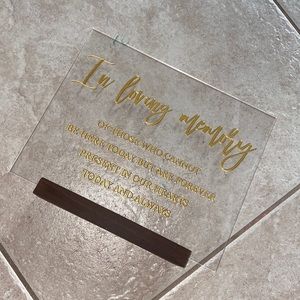 In loving memory
OF THOSE WHO CANNOT
BE HERE TODAY BUT ARE FOREVER
PRESENT IN OUR HEARTS
TODAY AND ALWAYS